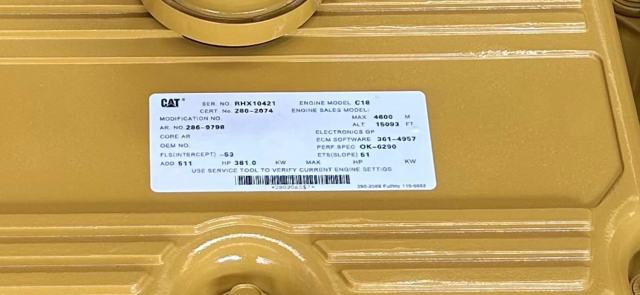 CAT SER. NO. RHX10421 ENGINE MODEL C18
CERT. No. 280-2074 ENGINE SALES MODEL:
MODIFICATION NO. MAX 4600 M
AR. NO. 286-9798 ALT 15093 FT
CORE AR ELECTRONICS GP
OEM NO. ECM SOFTWARE 361-4957
PERF. SPEC OK-6290
FLS(INTERCEPT) -53 ETS(SLOPE) 51
ADD 511 HP 381.0 KW MAX HP KW
USE SERVICE TOOL TO VERIFY CURRENT ENGINE SETTIGS